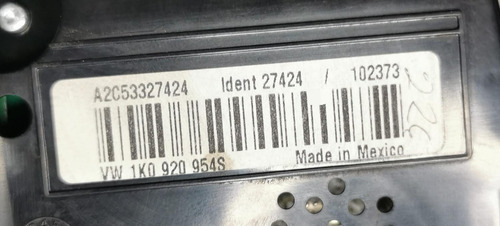 A2C53327424 Ident 27424 / 102373
VW 1K0 920 954S Made in Mexico